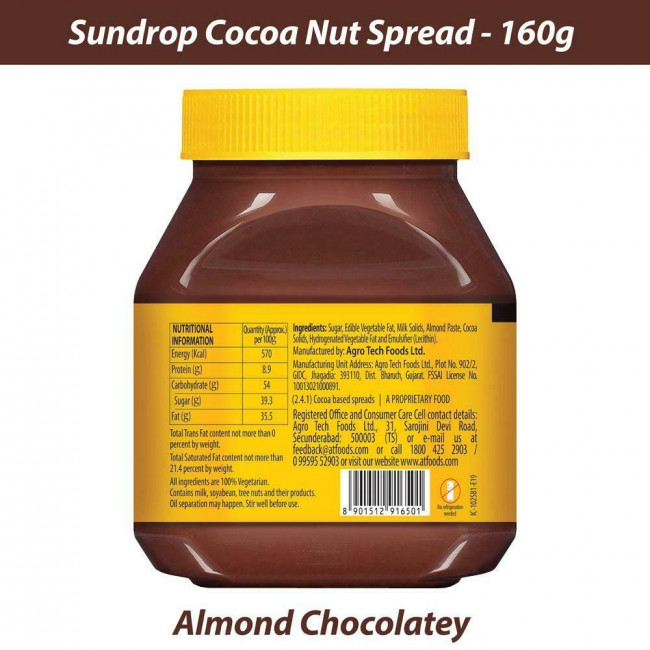 Sundrop Cocoa Nut Spread - 160g
NUTRITIONAL INFORMATION Quantity (Approx.) per 100g
Energy (Kcal) 570
Protein (g) 8.9
Carbohydrate (g) 54
Sugar (g) 39.3
Fat (g) 35.5
Total Trans Fat content not more than 0
percent by weight.
Total Saturated Fat content not more than
21.4 percent by weight.
All ingredients are 100% Vegetarian.
Contains milk, soyabean, tree nuts and their products.
Oil separation may happen. Stir well before use.
Ingredients: Sugar, Edible Vegetable Fat, Milk Solids, Almond Paste, Cocoa
Solids, Hydrogenated Vegetable Fat and Emulsifier (Lecithin).
Manufactured by: Agro Tech Foods Ltd.
Manufacturing Unit Address: Agro Tech Foods Ltd., Plot No. 902/2,
GIDC, Jhagadia: 393110, Dist. Bharuch, Gujarat. FSSAI License No.
10013021000891.
(2.4.1) Cocoa based spreads | A PROPRIETARY FOOD
Registered Office and Consumer Care Cell contact details:
Agro Tech Foods Ltd., 31, Sarojini Devi Road,
Secunderabad: 500003 (TS) or e-mail us at
feedback@atfoods.com or call 1800 425 2903 /
0 99595 52903 or visit our website www.atfoods.com
8 901512 916501
No refrigeration
needed
IC-102581-E19
Almond Chocolatey